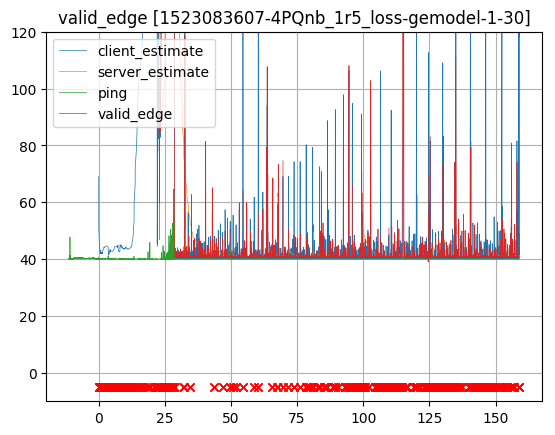 valid_edge [1523083607-4PQnb_1r5_loss-gemodel-1-30]
120
100
80
60
40
20
0
client_estimate
server_estimate
ping
valid_edge
0
25
50
75
100
125
150